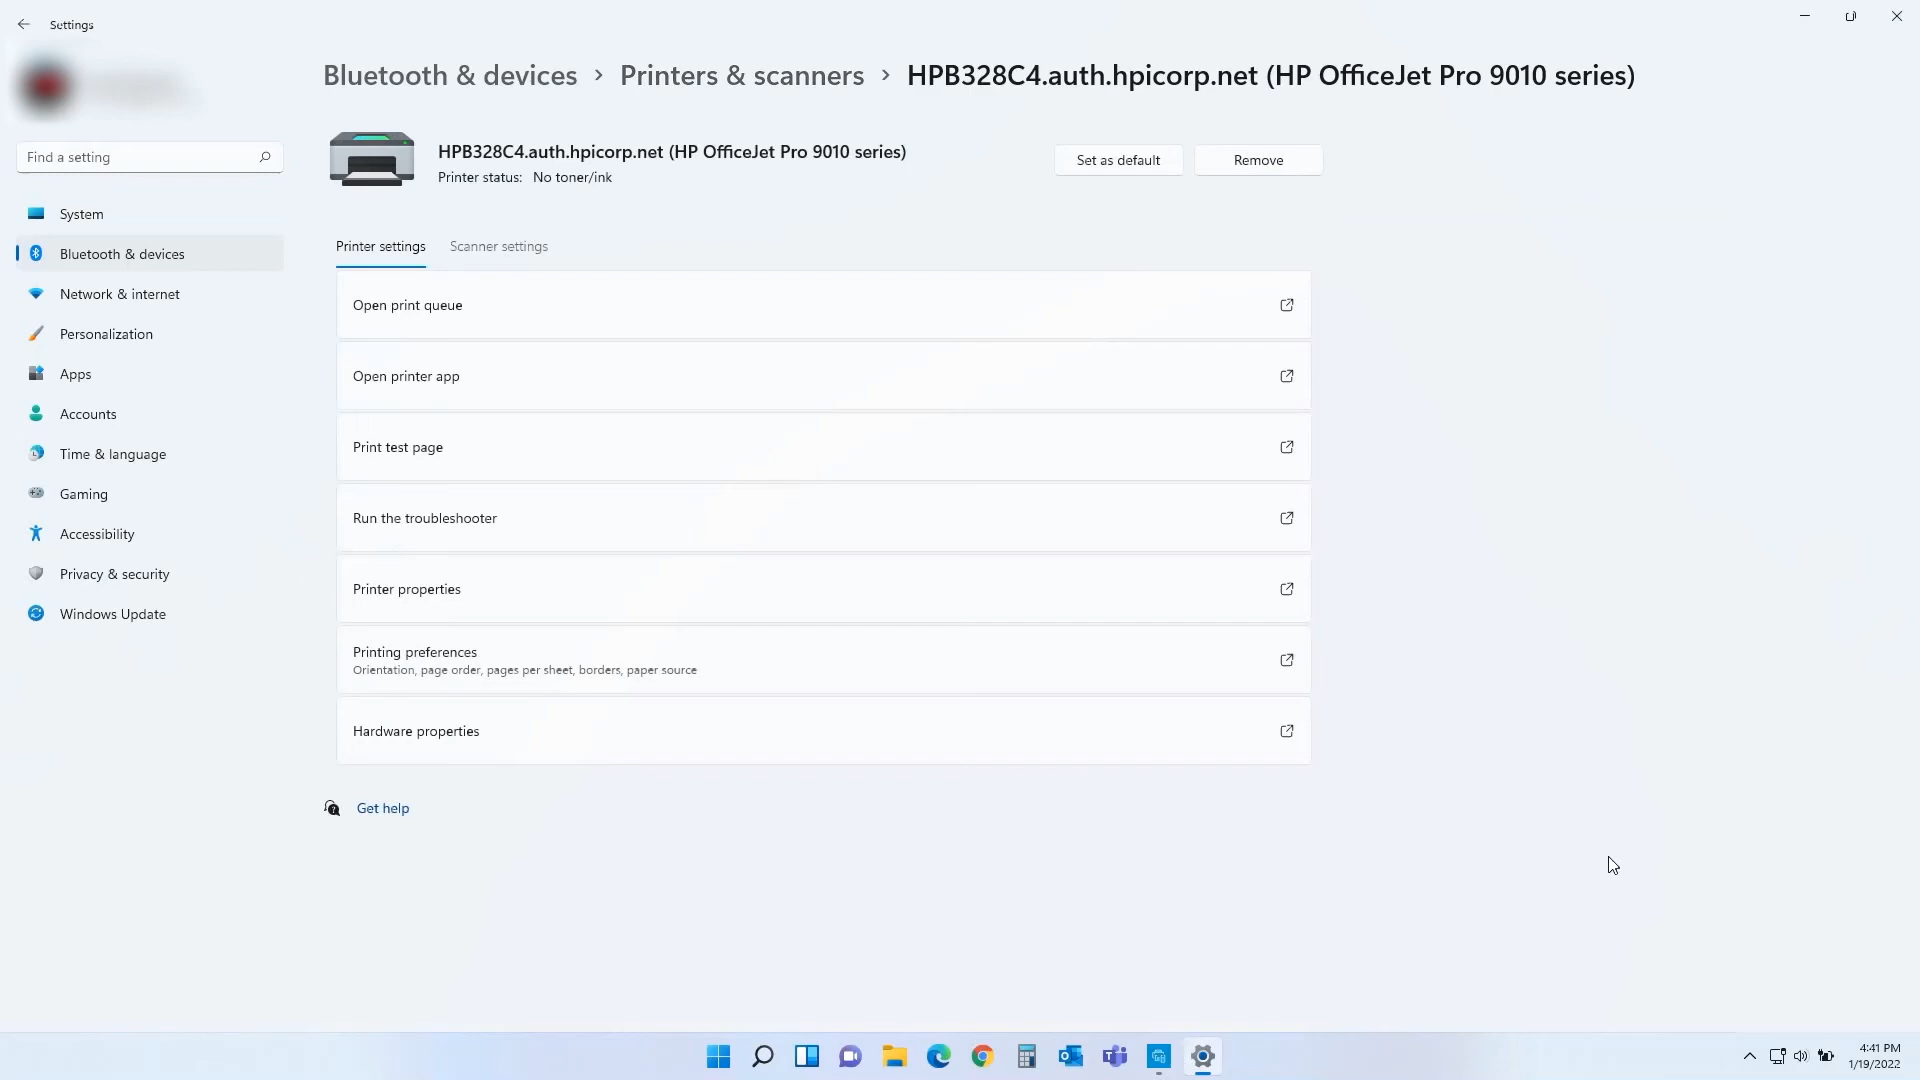 Settings
Bluetooth & devices > Printers & scanners > HPB328C4.auth.hpicorp.net (HP OfficeJet Pro 9010 series)
Find a setting
HPB328C4.auth.hpicorp.net (HP OfficeJet Pro 9010 series)
Printer status: No toner/ink
Set as default
Remove
System
Bluetooth & devices
Network & internet
Personalization
Apps
Accounts
Time & language
Gaming
Accessibility
Privacy & security
Windows Update
Printer settings
Scanner settings
Open print queue
Open printer app
Print test page
Run the troubleshooter
Printer properties
Printing preferences
Orientation, page order, pages per sheet, borders, paper source
Hardware properties
Get help
4:41 PM
1/19/2022